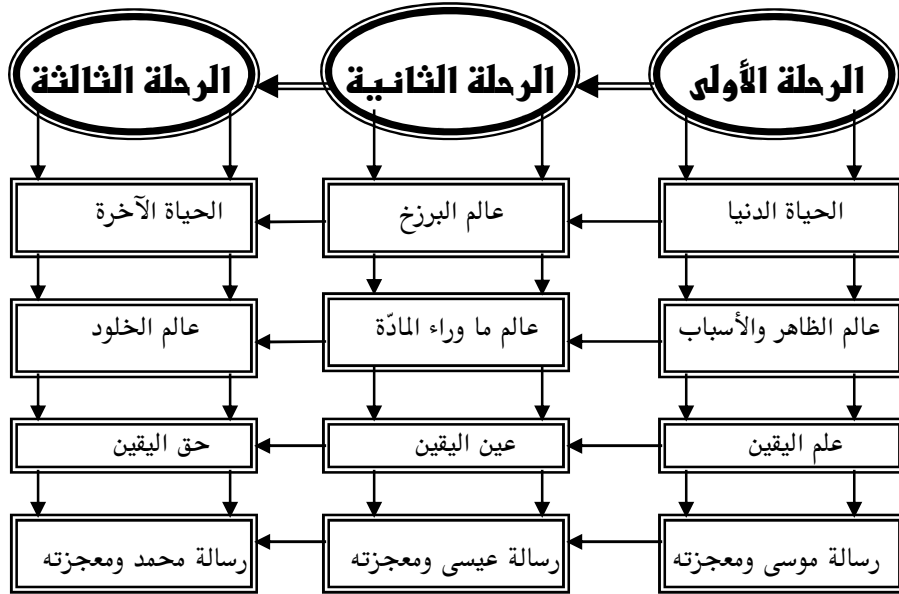 الرحلة الأولى
الرحلة الثانية
الرحلة الثالثة
الحياة الدنيا
عالم البرزخ
الحياة الآخرة
عالم الظاهر والأسباب
عالم ما وراء المادّة
عالم الخلود
علم اليقين
عين اليقين
حق اليقين
رسالة موسى ومعجزته
رسالة عيسى ومعجزته
رسالة محمد ومعجزته